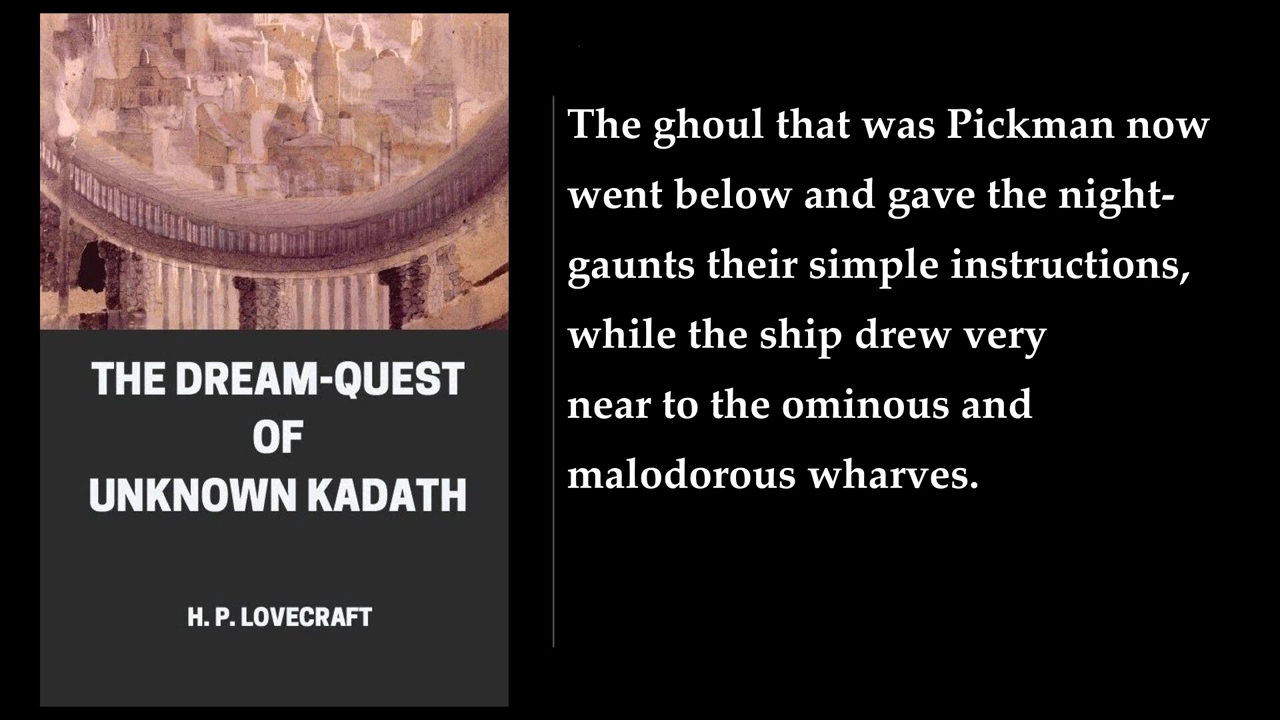 THE DREAM-QUEST
OF
UNKNOWN KADATH
H. P. LOVECRAFT
The ghoul that was Pickman now
went below and gave the night-
gaunts their simple instructions,
while the ship drew very
near to the ominous and
malodorous wharves.